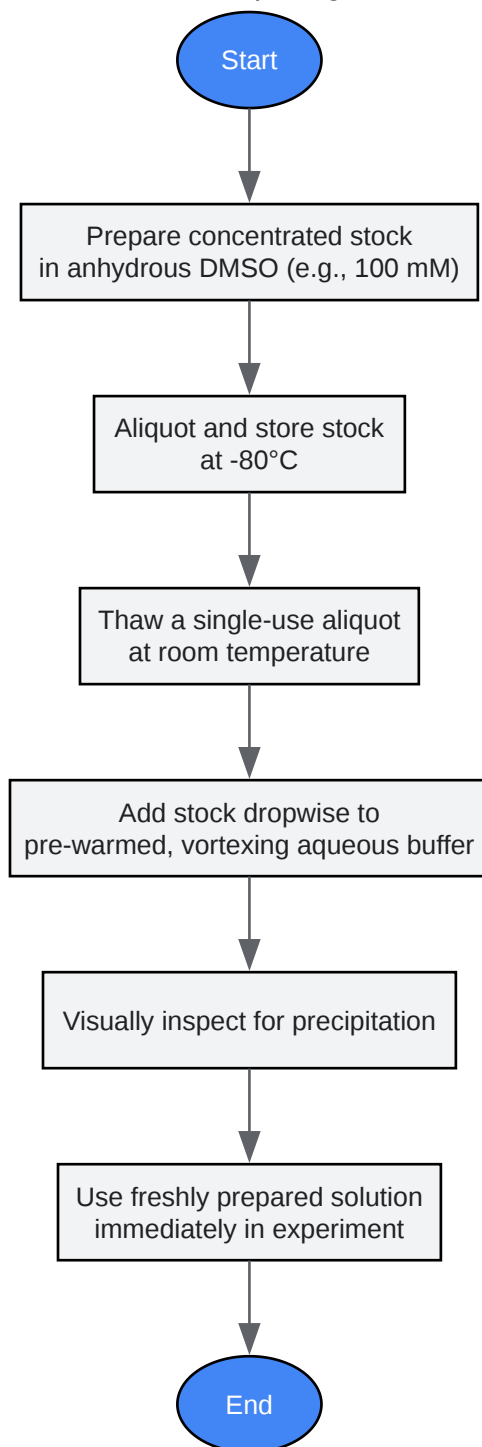 Start
Prepare concentrated stock
in anhydrous DMSO (e.g., 100 mM)
Aliquot and store stock
at -80°C
Thaw a single-use aliquot
at room temperature
Add stock dropwise to
pre-warmed, vortexing aqueous buffer
Visually inspect for precipitation
Use freshly prepared solution
immediately in experiment
End